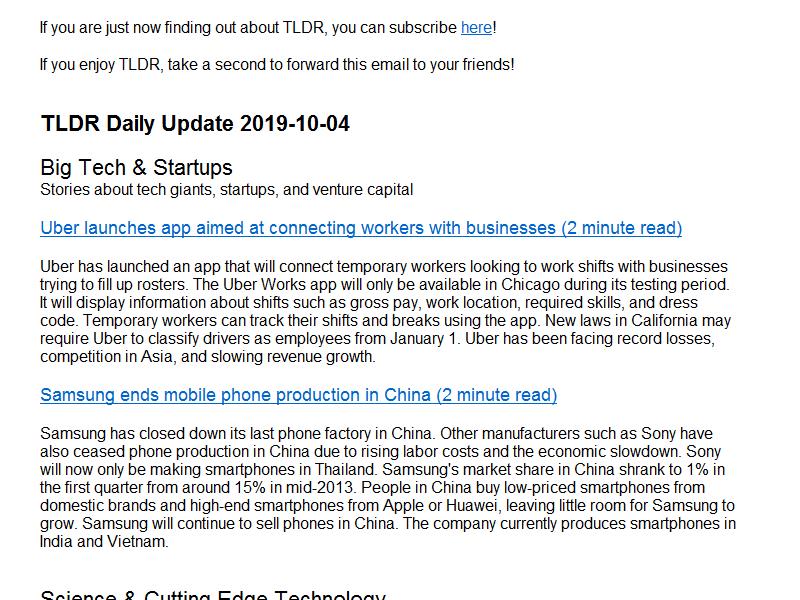 If you are just now finding out about TLDR, you can subscribe here!
If you enjoy TLDR, take a second to forward this email to your friends!
TLDR Daily Update 2019-10-04
Big Tech & Startups
Stories about tech giants, startups, and venture capital
Uber launches app aimed at connecting workers with businesses (2 minute read)
Uber has launched an app that will connect temporary workers looking to work shifts with businesses
trying to fill up rosters. The Uber Works app will only be available in Chicago during its testing period.
It will display information about shifts such as gross pay, work location, required skills, and dress
code. Temporary workers can track their shifts and breaks using the app. New laws in California may
require Uber to classify drivers as employees from January 1. Uber has been facing record losses,
competition in Asia, and slowing revenue growth.
Samsung ends mobile phone production in China (2 minute read)
Samsung has closed down its last phone factory in China. Other manufacturers such as Sony have
also ceased phone production in China due to rising labor costs and the economic slowdown. Sony
will now only be making smartphones in Thailand. Samsung's market share in China shrank to 1% in
the first quarter from around 15% in mid-2013. People in China buy low-priced smartphones from
domestic brands and high-end smartphones from Apple or Huawei, leaving little room for Samsung to
grow. Samsung will continue to sell phones in China. The company currently produces smartphones in
India and Vietnam.
Science & Cutting Edge Technology